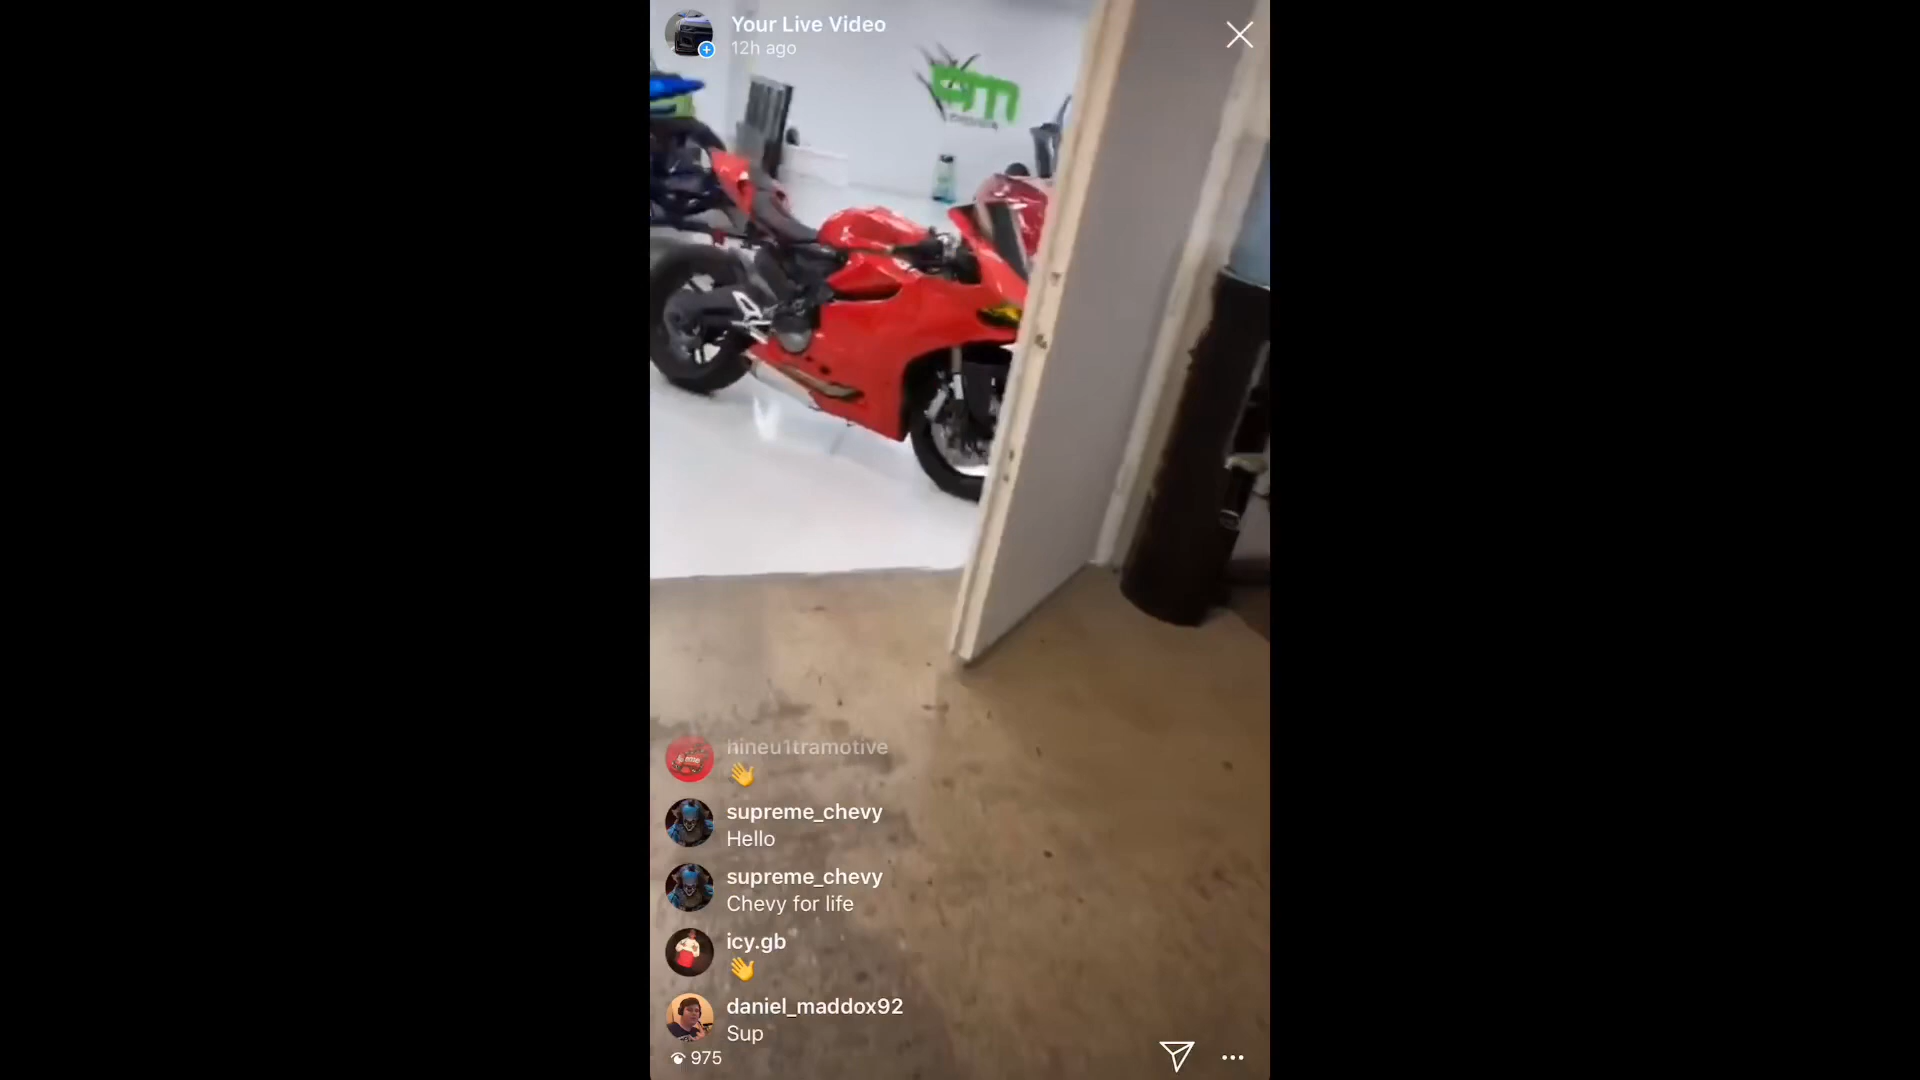 Your Live Video
12h ago
hineu1tramotive
👋
supreme_chevy
Hello
supreme_chevy
Chevy for life
icy.gb
👋
daniel_maddox92
Sup
975